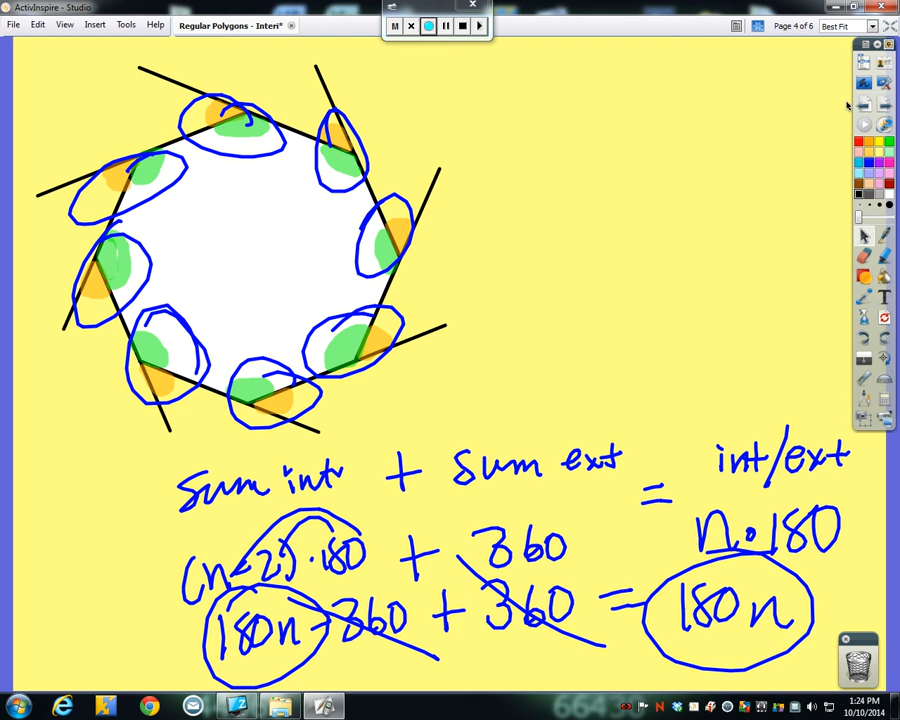 ActivInspire - Studio
File Edit View Insert Tools Help
Regular Polygons - Interi*
Page 4 of 6
Best Fit
M
sum int + sum ext = int/ext
(n-2)·180 + 360 n·180
180n - 360 + 360 = 180n
1:24 PM
10/10/2014